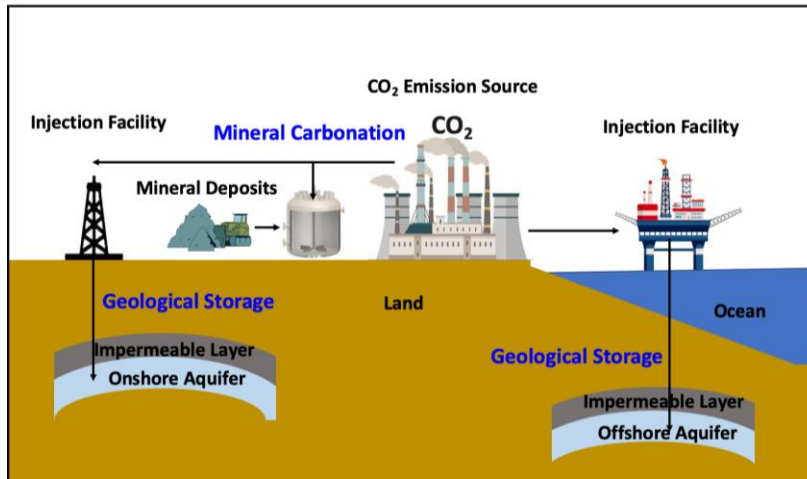 CO₂ Emission Source
Injection Facility
Mineral Carbonation
CO₂
Injection Facility
Mineral Deposits
Geological Storage
Land
Ocean
Impermeable Layer
Onshore Aquifer
Geological Storage
Impermeable Layer
Offshore Aquifer